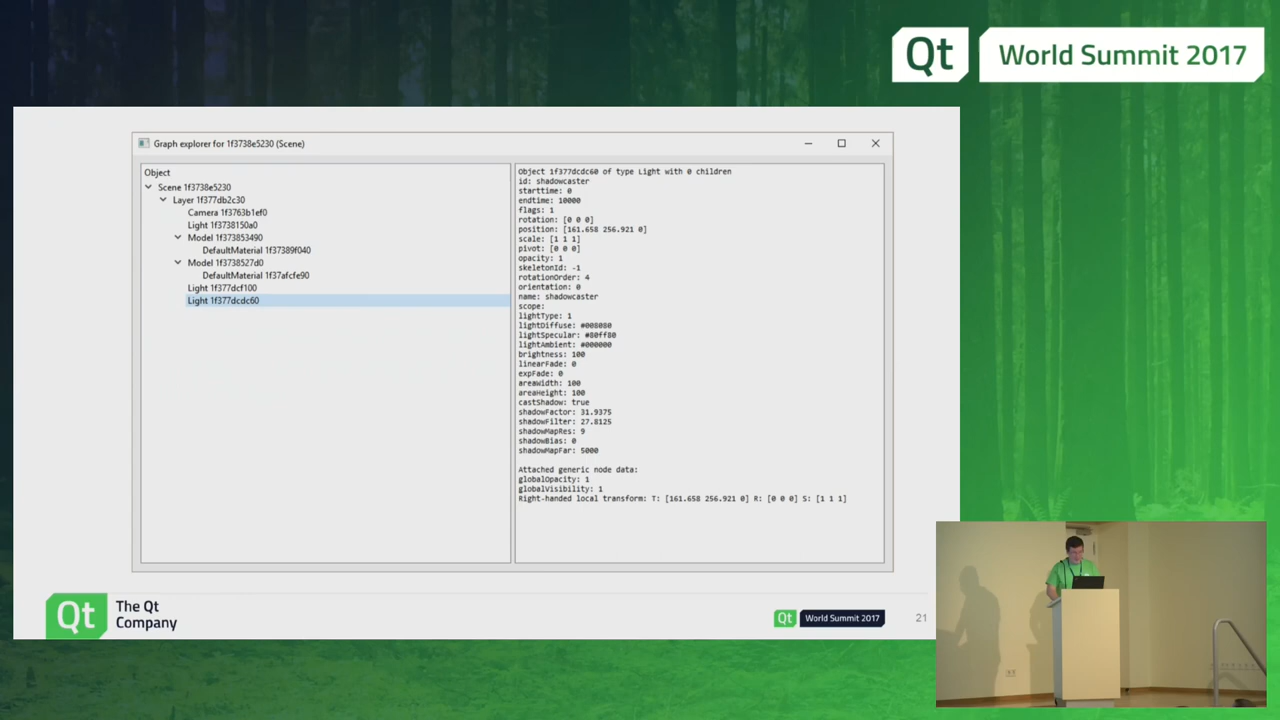 Qt World Summit 2017
Graph explorer for 1f3738e5230 (Scene)
Object
Scene 1f3738e5230
Layer 1f377db2c30
Camera 1f3763b1ef0
Light 1f3738150a0
Model 1f373853490
DefaultMaterial 1f37389f040
Model 1f3738527d0
DefaultMaterial 1f37afcfe90
Light 1f377dcf100
Light 1f377dcdc60
Object 1f377dcdc60 of type Light with 0 children
id: shadowcaster
starttime: 0
endtime: 10000
flags: 1
rotation: [0 0 0]
position: [161.658 256.921 0]
scale: [1 1 1]
pivot: [0 0 0]
opacity: 1
skeletonId: -1
rotationOrder: 4
orientation: 0
name: shadowcaster
scope:
lightType: 1
lightDiffuse: #008080
lightSpecular: #80ff80
lightAmbient: #000000
brightness: 100
linearFade: 0
expFade: 0
areaWidth: 100
areaHeight: 100
castShadow: true
shadowFactor: 31.9375
shadowFilter: 27.8125
shadowMapRes: 9
shadowBias: 0
shadowMapFar: 5000
Attached generic node data:
globalOpacity: 1
globalVisibility: 1
Right-handed local transform: T: [161.658 256.921 0] R: [0 0 0] S: [1 1 1]
Qt The Qt
Company
Qt World Summit 2017
21